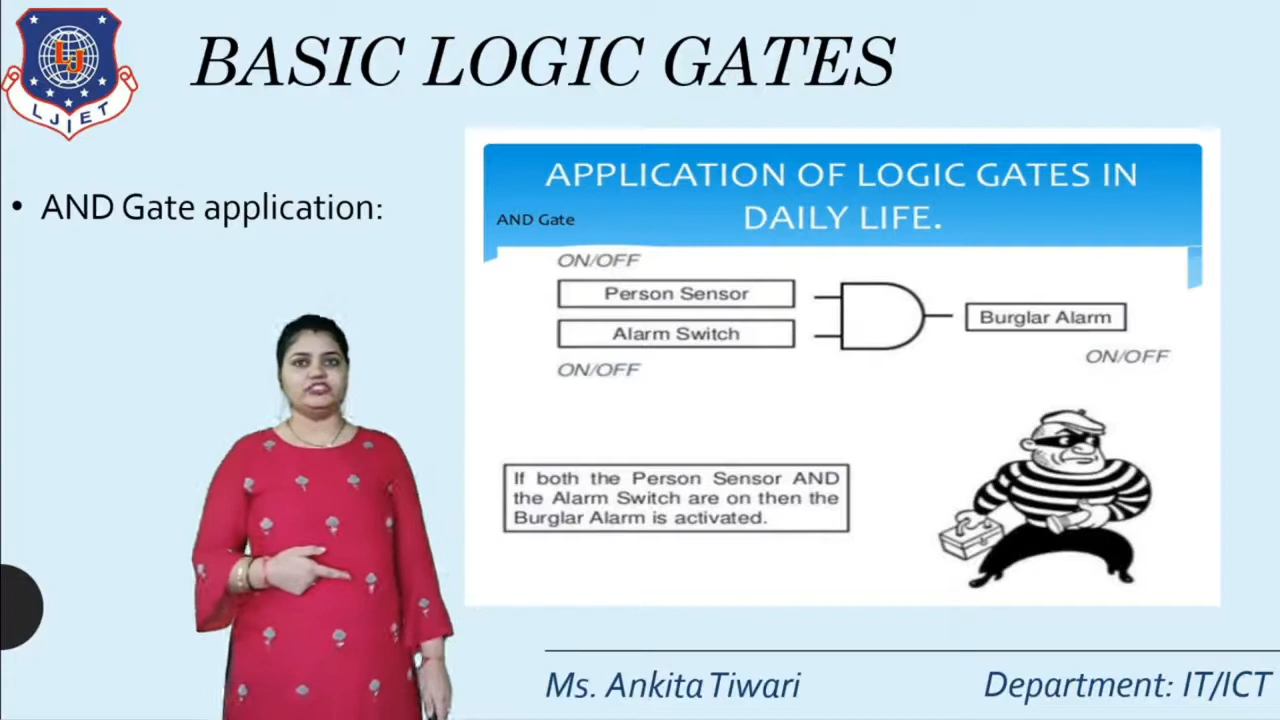 LJ
LJIET
BASIC LOGIC GATES
• AND Gate application:
APPLICATION OF LOGIC GATES IN
DAILY LIFE.
AND Gate
ON/OFF
Person Sensor
Alarm Switch
ON/OFF
Burglar Alarm
ON/OFF
If both the Person Sensor AND
the Alarm Switch are on then the
Burglar Alarm is activated.
Ms. Ankita Tiwari
Department: IT/ICT